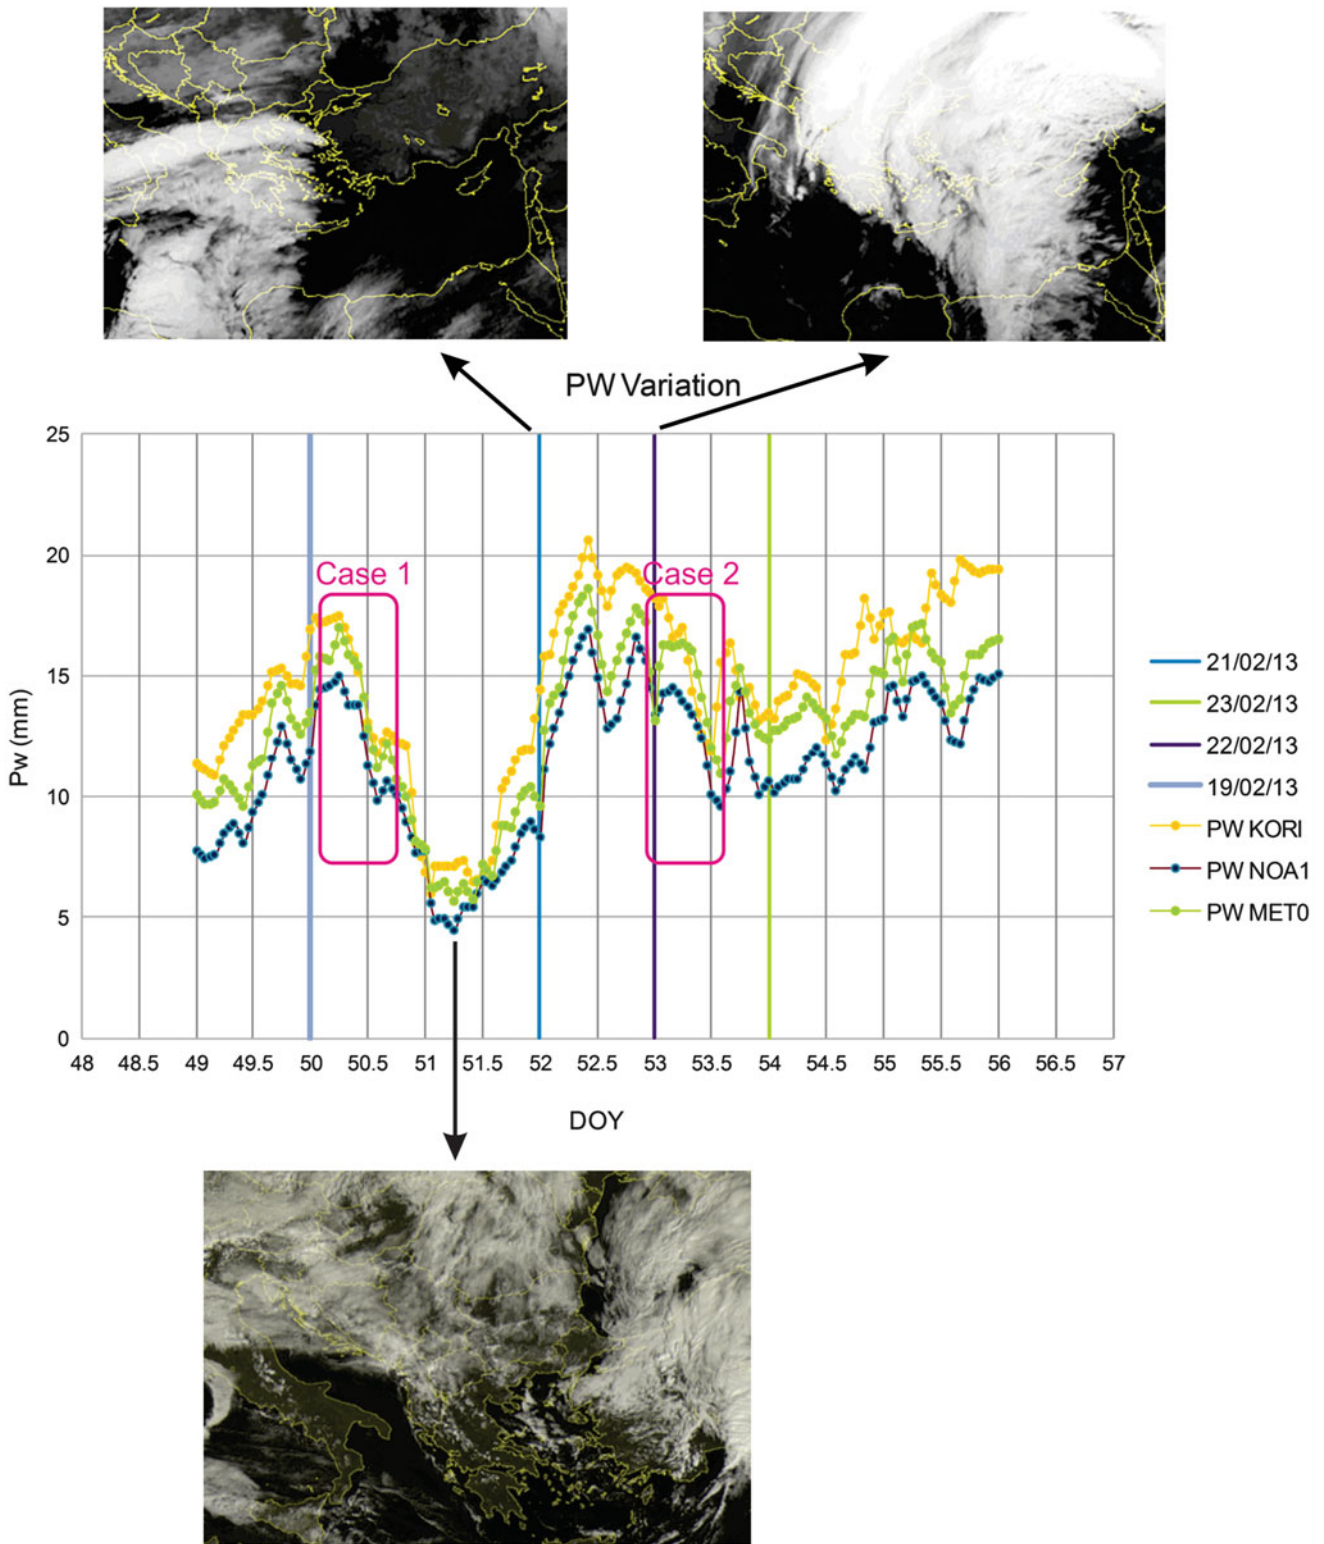 PW Variation
25
20
15
10
5
0
Pw (mm)
Case 1
Case 2
48 48.5 49 49.5 50 50.5 51 51.5 52 52.5 53 53.5 54 54.5 55 55.5 56 56.5 57
DOY
21/02/13
23/02/13
22/02/13
19/02/13
PW KORI
PW NOA1
PW MET0